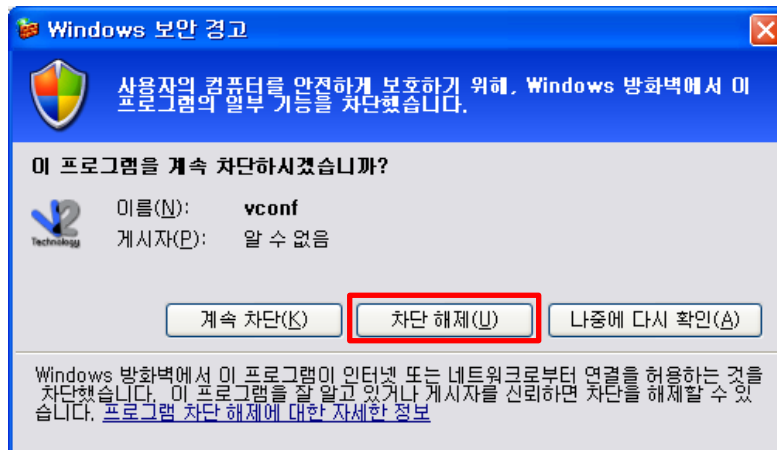 Windows 보안 경고
사용자의 컴퓨터를 안전하게 보호하기 위해, Windows 방화벽에서 이
프로그램의 일부 기능을 차단했습니다.
이 프로그램을 계속 차단하시겠습니까?
V2
Technology
이름(N): vconf
게시자(P): 알 수 없음
계속 차단(K) 차단 해제(U) 나중에 다시 확인(A)
Windows 방화벽에서 이 프로그램이 인터넷 또는 네트워크로부터 연결을 허용하는 것을
차단했습니다. 이 프로그램을 잘 알고 있거나 게시자를 신뢰하면 차단을 해제할 수 있
습니다. 프로그램 차단 해제에 대한 자세한 정보